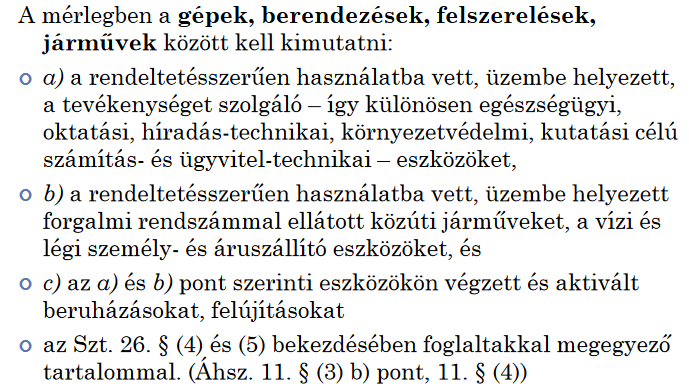 A mérlegben a gépek, berendezések, felszerelések,
járművek között kell kimutatni:
o a) a rendeltetésszerűen használatba vett, üzembe helyezett,
a tevékenységet szolgáló – így különösen egészségügyi,
oktatási, híradás-technikai, környezetvédelmi, kutatási célú
számítás- és ügyvitel-technikai – eszközöket,
o b) a rendeltetésszerűen használatba vett, üzembe helyezett
forgalmi rendszámmal ellátott közúti járműveket, a vízi és
légi személy- és áruszállító eszközöket, és
o c) az a) és b) pont szerinti eszközökön végzett és aktivált
beruházásokat, felújításokat
o az Szt. 26. § (4) és (5) bekezdésében foglaltakkal megegyező
tartalommal. (Áhsz. 11. § (3) b) pont, 11. § (4))